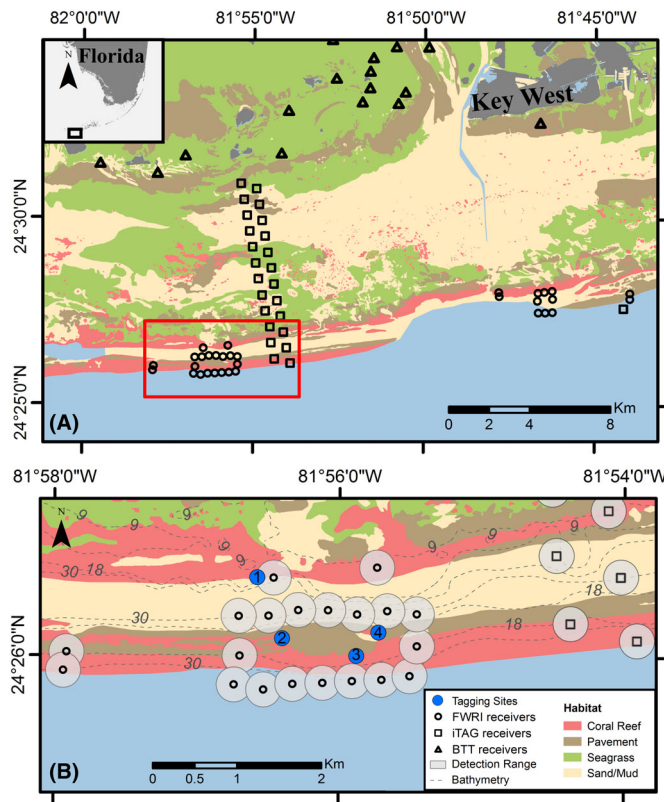 82°0'0"W 81°55'0"W 81°50'0"W 81°45'0"W
Florida
N
Key West
24°30'0"N
24°25'0"N
(A)
Km
0 2 4 8
81°58'0"W 81°56'0"W 81°54'0"W
N
9 9 9 9
30 18
1
18
30
2 4
3
18
30
24°26'0"N
(B)
Km
0 0.5 1 2
Tagging Sites
FWRI receivers
iTAG receivers
BTT receivers
Detection Range
Bathymetry
Habitat
Coral Reef
Pavement
Seagrass
Sand/Mud